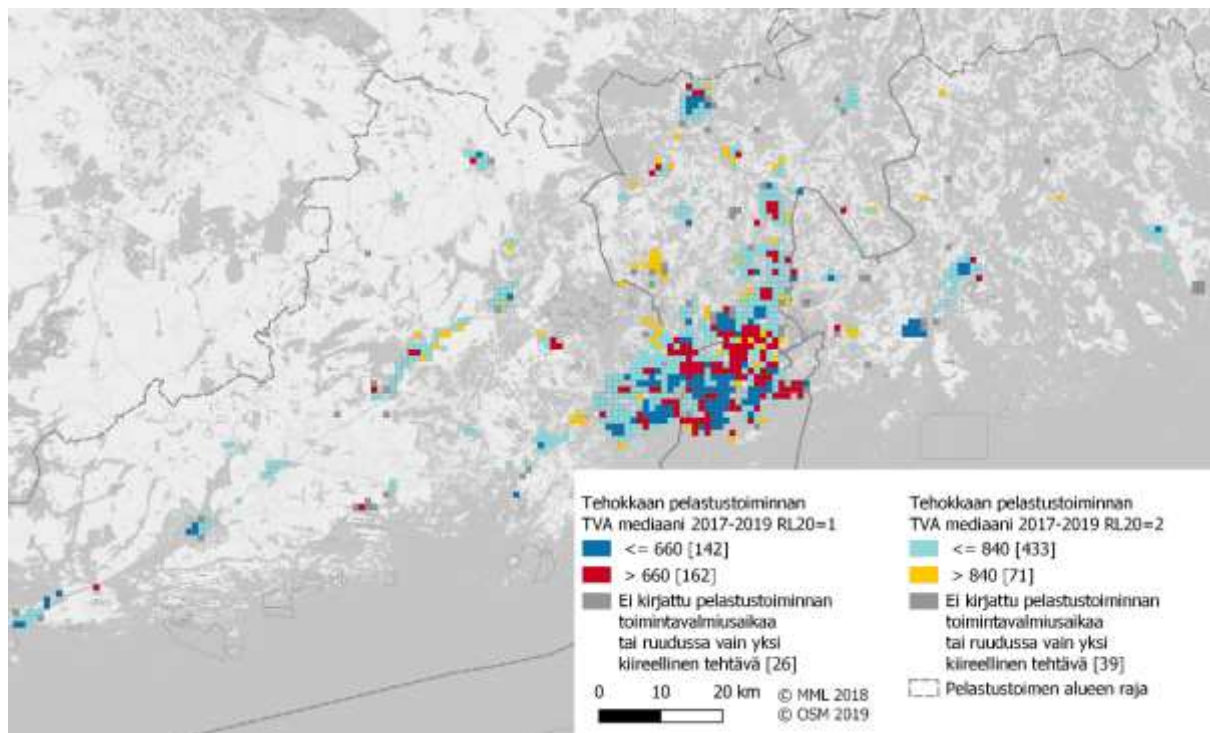 Tehokkaan pelastustoiminnan
TVA mediaani 2017-2019 RL20=1
<= 660 [142]
> 660 [162]
Ei kirjattu pelastustoiminnan
toimintavalmiusaikaa
tai ruudussa vain yksi
kiireellinen tehtävä [26]
0 10 20 km
© MML 2018
© OSM 2019
Tehokkaan pelastustoiminnan
TVA mediaani 2017-2019 RL20=2
<= 840 [433]
> 840 [71]
Ei kirjattu pelastustoiminnan
toimintavalmiusaikaa
tai ruudussa vain yksi
kiireellinen tehtävä [39]
Pelastustoimen alueen raja